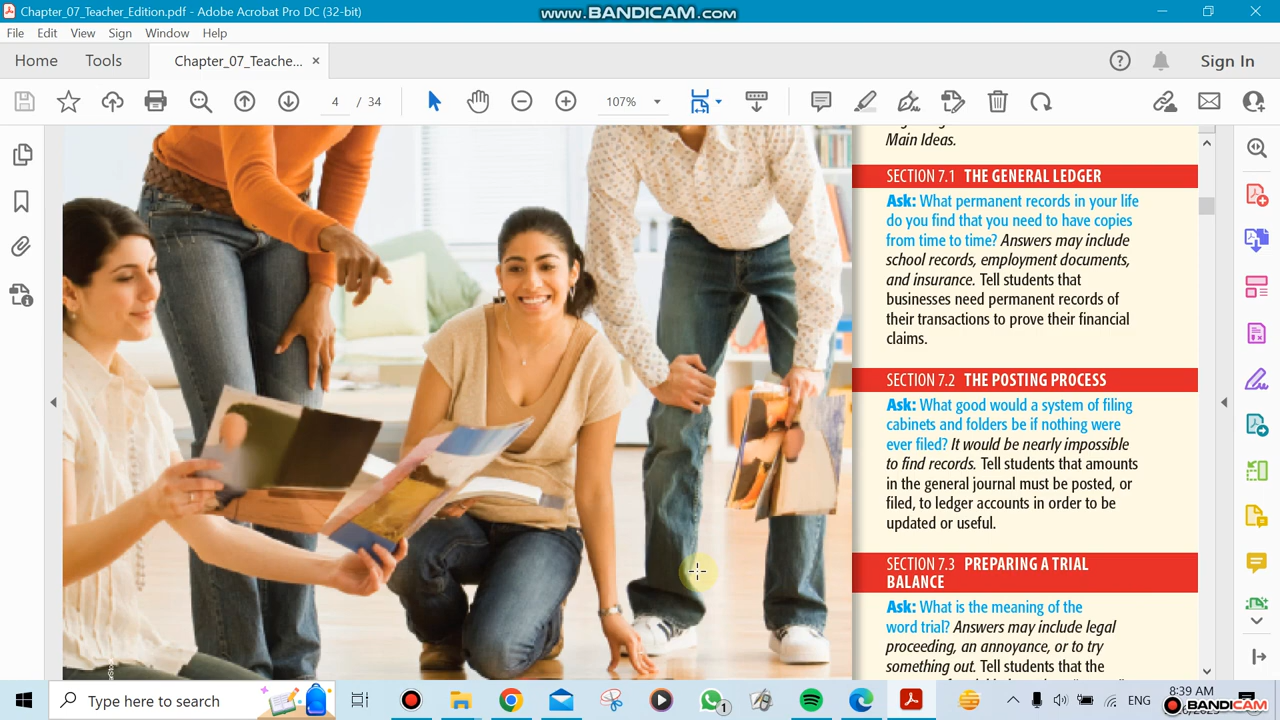 Chapter_07_Teacher_Edition.pdf - Adobe Acrobat Pro DC (32-bit)
www.BANDICAM.com
File Edit View Sign Window Help
Home Tools Chapter_07_Teache... × Sign In
4 / 34 107%
Main Ideas.
SECTION 7.1 THE GENERAL LEDGER
Ask: What permanent records in your life
do you find that you need to have copies
from time to time? Answers may include
school records, employment documents,
and insurance. Tell students that
businesses need permanent records of
their transactions to prove their financial
claims.
SECTION 7.2 THE POSTING PROCESS
Ask: What good would a system of filing
cabinets and folders be if nothing were
ever filed? It would be nearly impossible
to find records. Tell students that amounts
in the general journal must be posted, or
filed, to ledger accounts in order to be
updated or useful.
SECTION 7.3 PREPARING A TRIAL
BALANCE
Ask: What is the meaning of the
word trial? Answers may include legal
proceeding, an annoyance, or to try
something out. Tell students that the
Type here to search
1
ENG
8:39 AM
BANDICAM